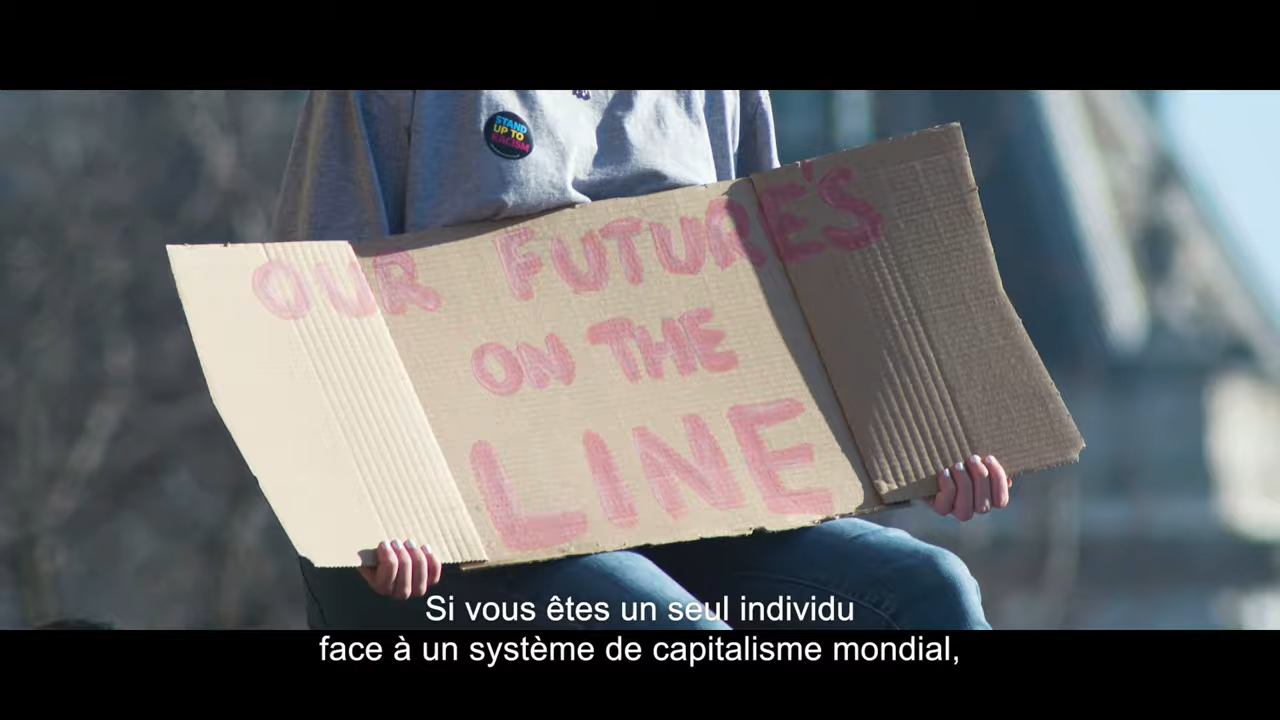 STAND
UP TO
RACISM
OUR FUTURE'S
ON THE
LINE
Si vous êtes un seul individu
face à un système de capitalisme mondial,